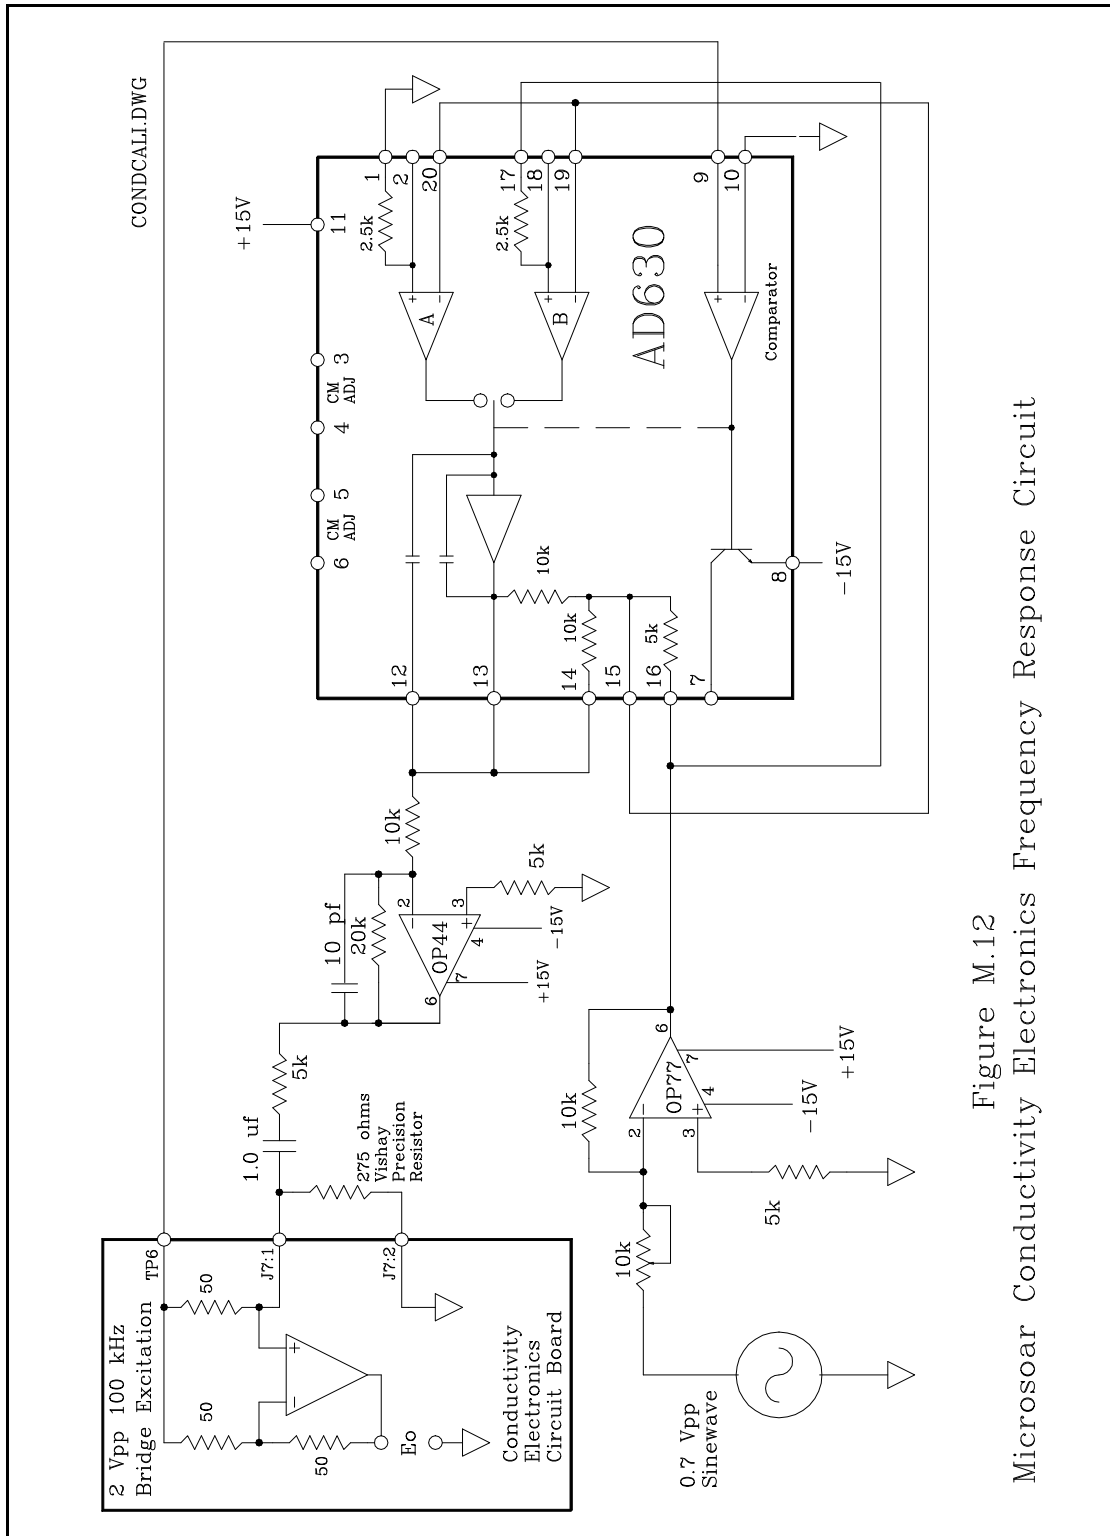 CONDCALI.DWG
2 Vpp 100 kHz
Bridge Excitation
TP6
50
50
50
J7:1
J7:2
Eo
Conductivity
Electronics
Circuit Board
1.0 uf
5k
275 ohms
Vishay
Precision
Resistor
10 pf
20k
10k
2
3
OP44
6
7
4
+15V
-15V
5k
0.7 Vpp
Sinewave
10k
10k
2
3
OP77
6
7
4
-15V
+15V
5k
+15V
11
6
CM
ADJ
5
4
CM
ADJ
3
12
13
14
15
16
7
10k
10k
5k
8
-15V
A
+
-
B
+
-
+
-
2.5k
2.5k
1
2
20
17
18
19
9
10
AD630
Comparator
Figure M.12
Microsoar Conductivity Electronics Frequency Response Circuit